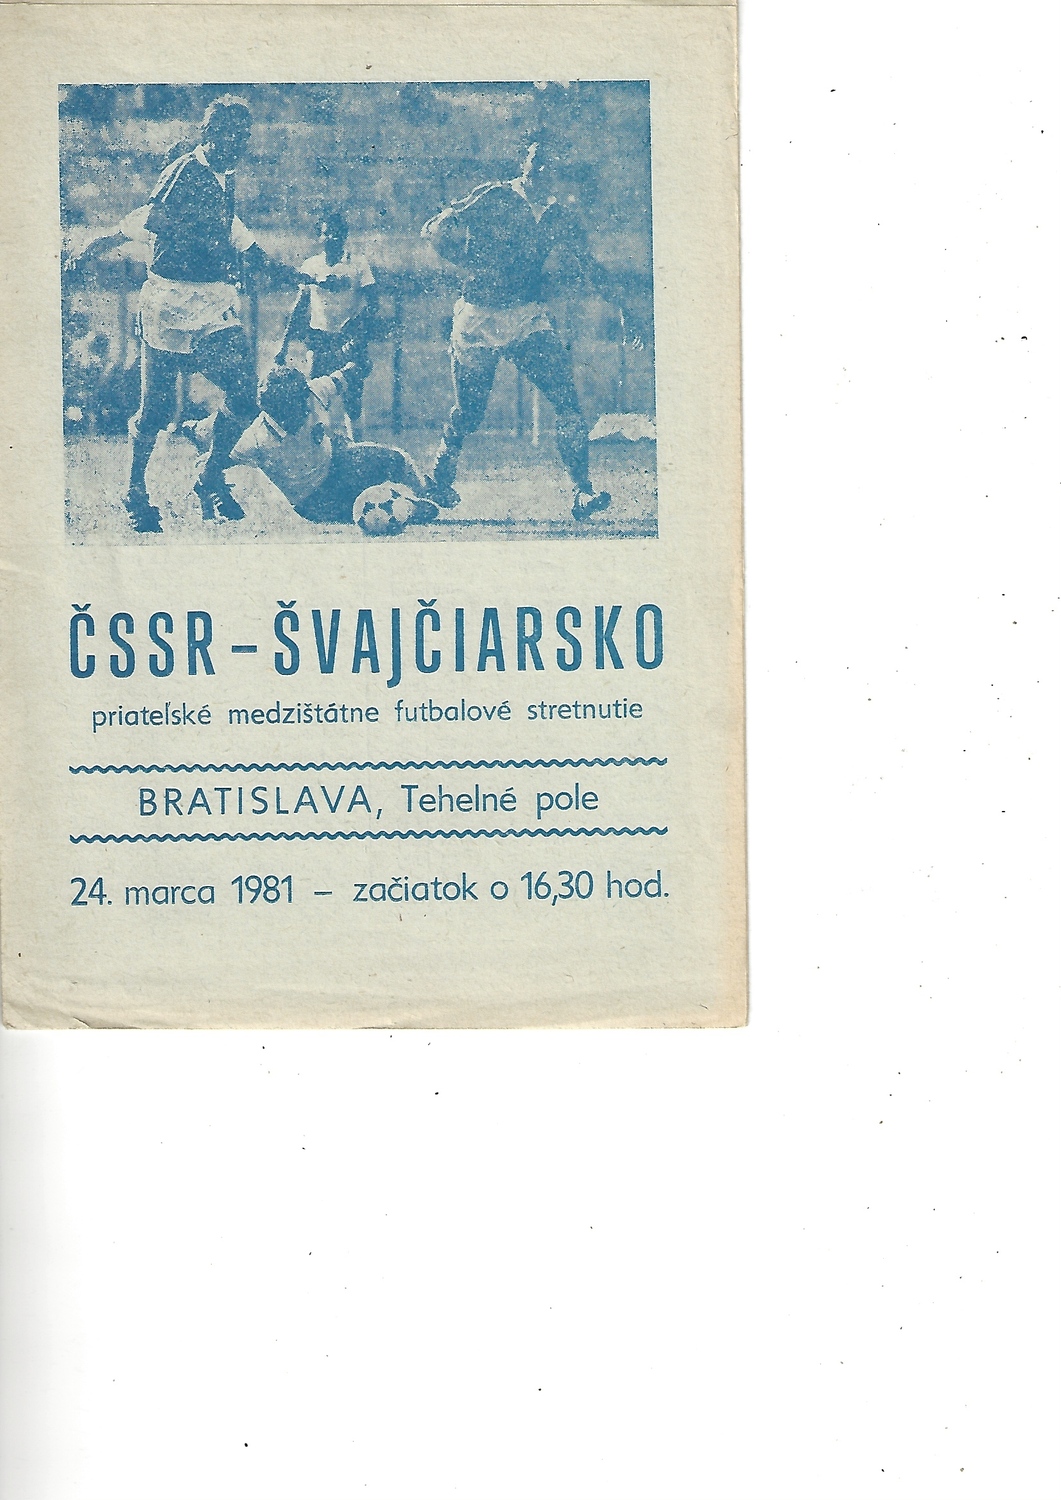 ČSSR – ŠVAJČIARSKO
priateľské medzištátne futbalové stretnutie
BRATISLAVA, Tehelné pole
24. marca 1981 – začiatok o 16,30 hod.